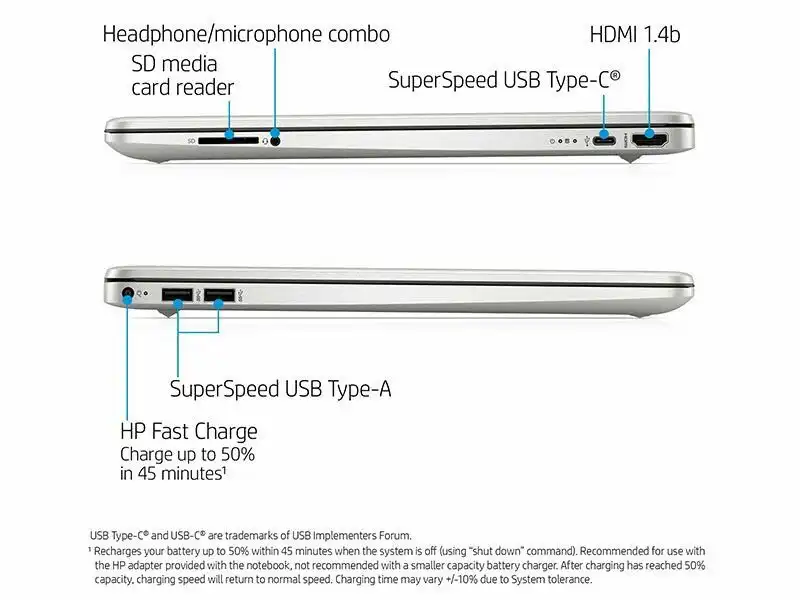 Headphone/microphone combo
HDMI 1.4b
SD media
card reader
SuperSpeed USB Type-C®
SD
HDMI
SuperSpeed USB Type-A
HP Fast Charge
Charge up to 50%
in 45 minutes¹
USB Type-C® and USB-C® are trademarks of USB Implementers Forum.
¹ Recharges your battery up to 50% within 45 minutes when the system is off (using “shut down” command). Recommended for use with
the HP adapter provided with the notebook, not recommended with a smaller capacity battery charger. After charging has reached 50%
capacity, charging speed will return to normal speed. Charging time may vary +/-10% due to System tolerance.